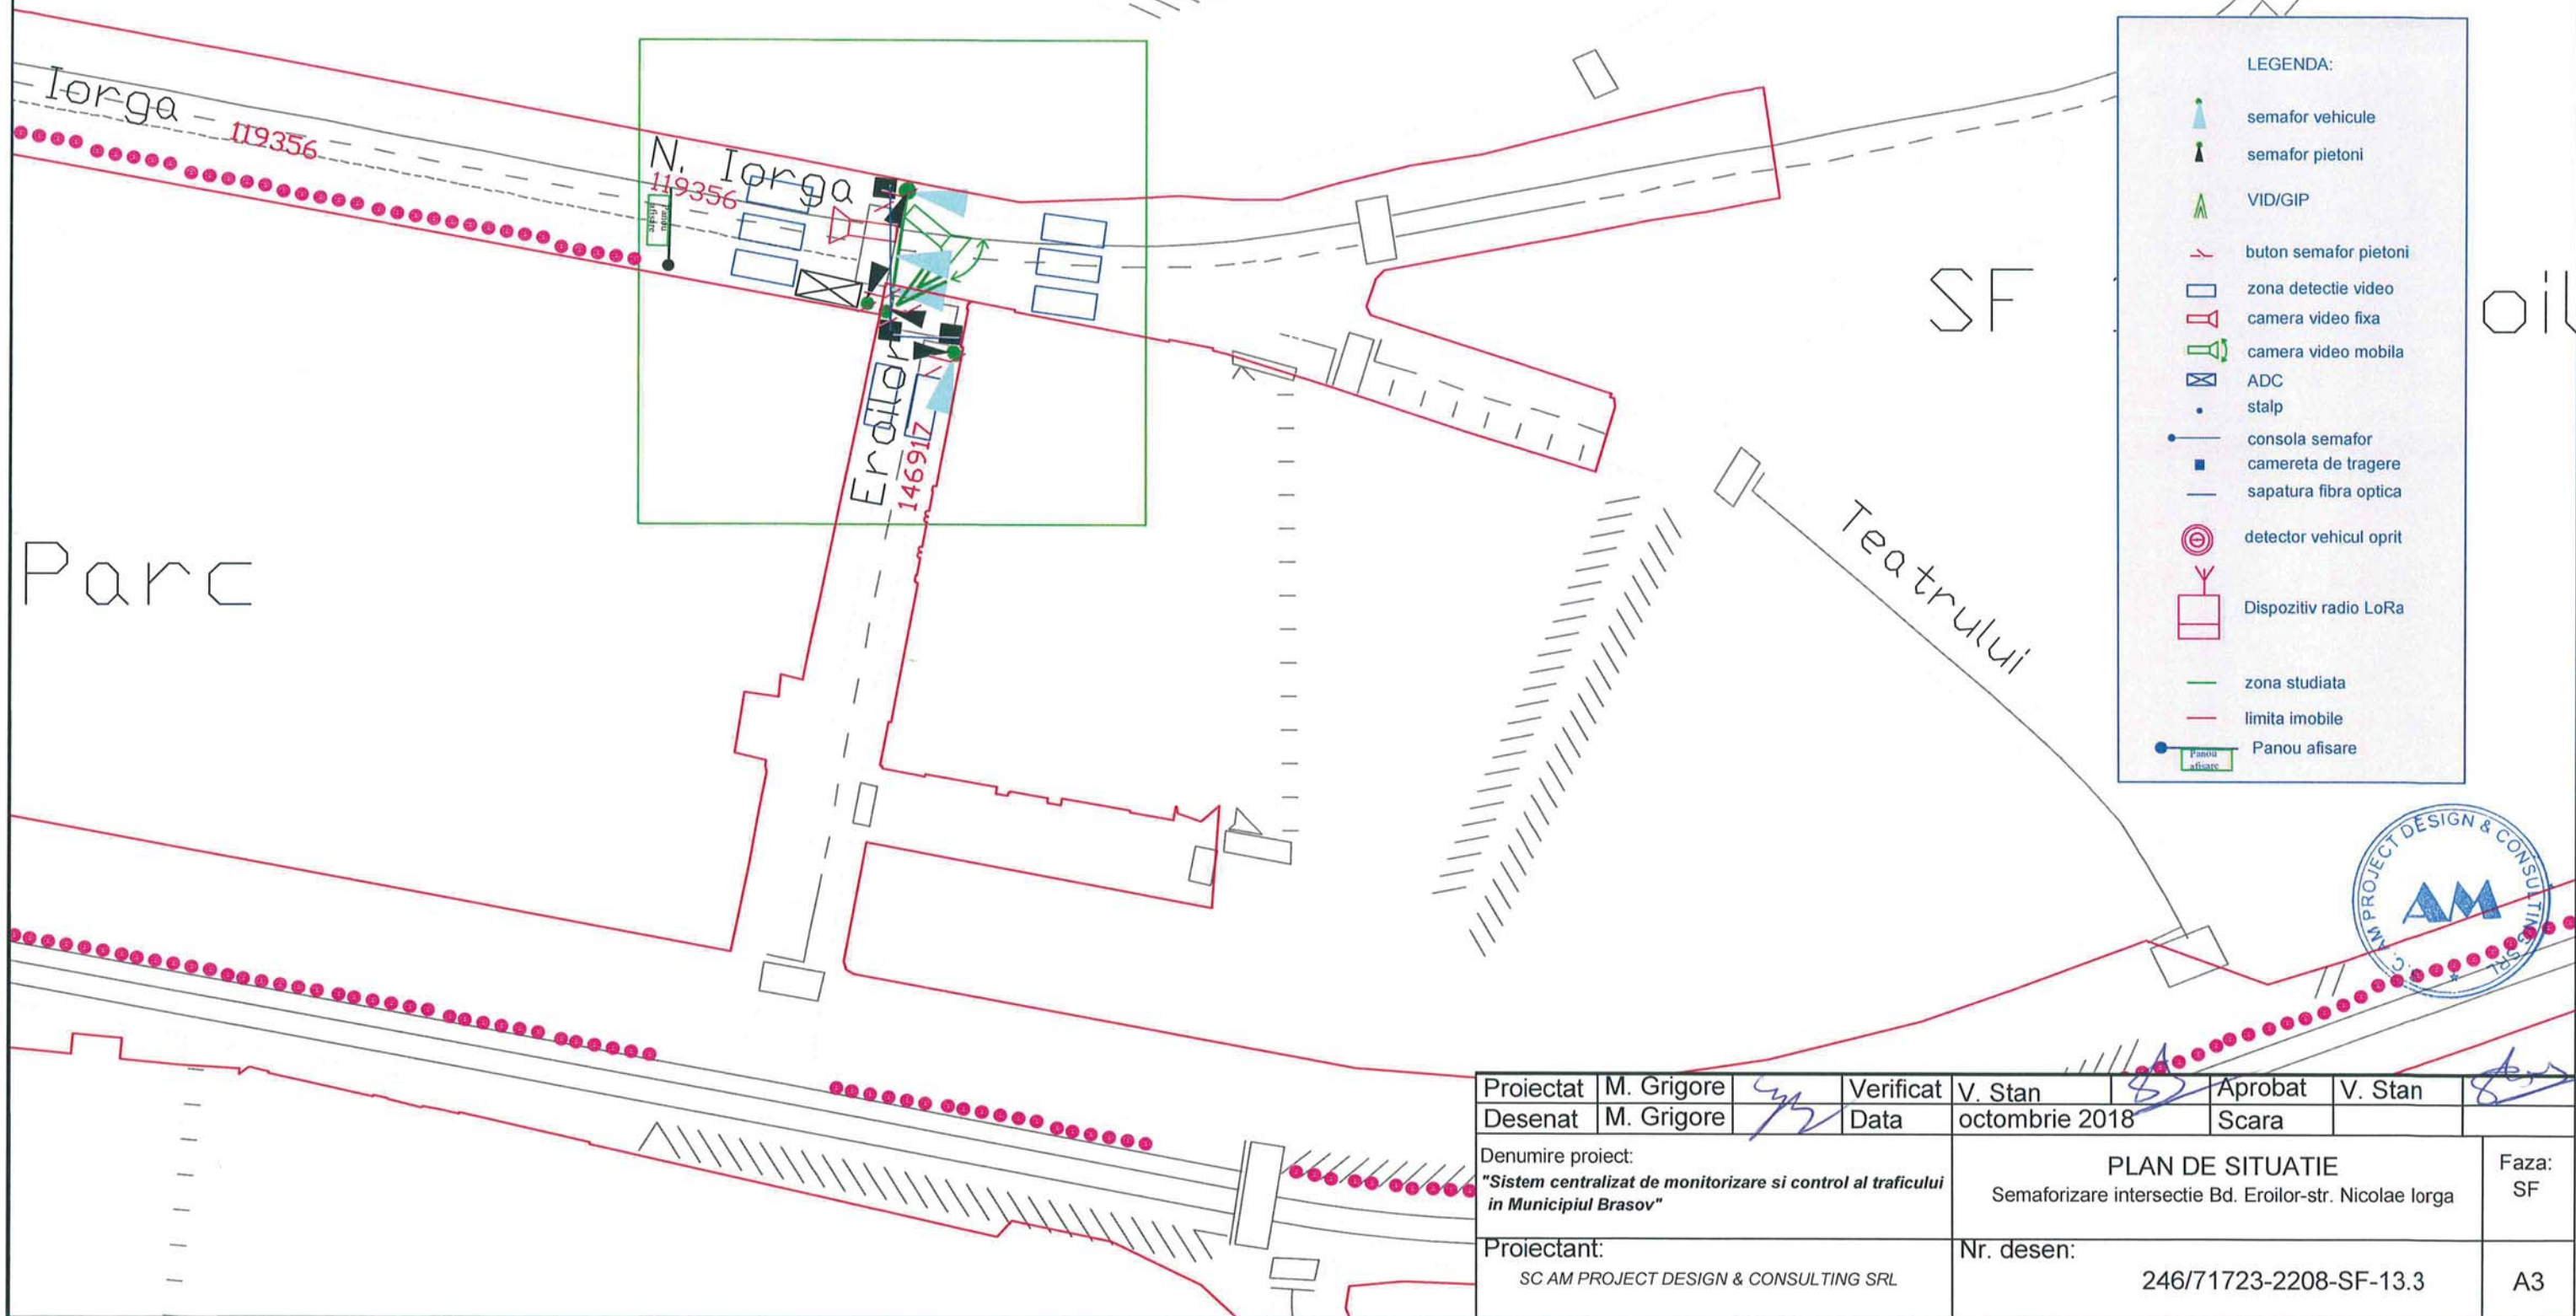 Iorga
119356
N. Iorga
119356
Panou
afisare
Eroilor
146917
Parc
SF
oil
Teatrului
LEGENDA:
semafor vehicule
semafor pietoni
VID/GIP
buton semafor pietoni
zona detectie video
camera video fixa
camera video mobila
ADC
stalp
consola semafor
camereta de tragere
sapatura fibra optica
detector vehicul oprit
Dispozitiv radio LoRa
zona studiata
limita imobile
Panou afisare
Panou
afisare
S.C. AM PROJECT DESIGN & CONSULTING SRL
AM
Proiectat M. Grigore Verificat V. Stan Aprobat V. Stan
Desenat M. Grigore Data octombrie 2018 Scara
Denumire proiect:
"Sistem centralizat de monitorizare si control al traficului
in Municipiul Brasov"
PLAN DE SITUATIE
Semaforizare intersectie Bd. Eroilor-str. Nicolae Iorga
Faza:
SF
Proiectant:
SC AM PROJECT DESIGN & CONSULTING SRL
Nr. desen:
246/71723-2208-SF-13.3
A3